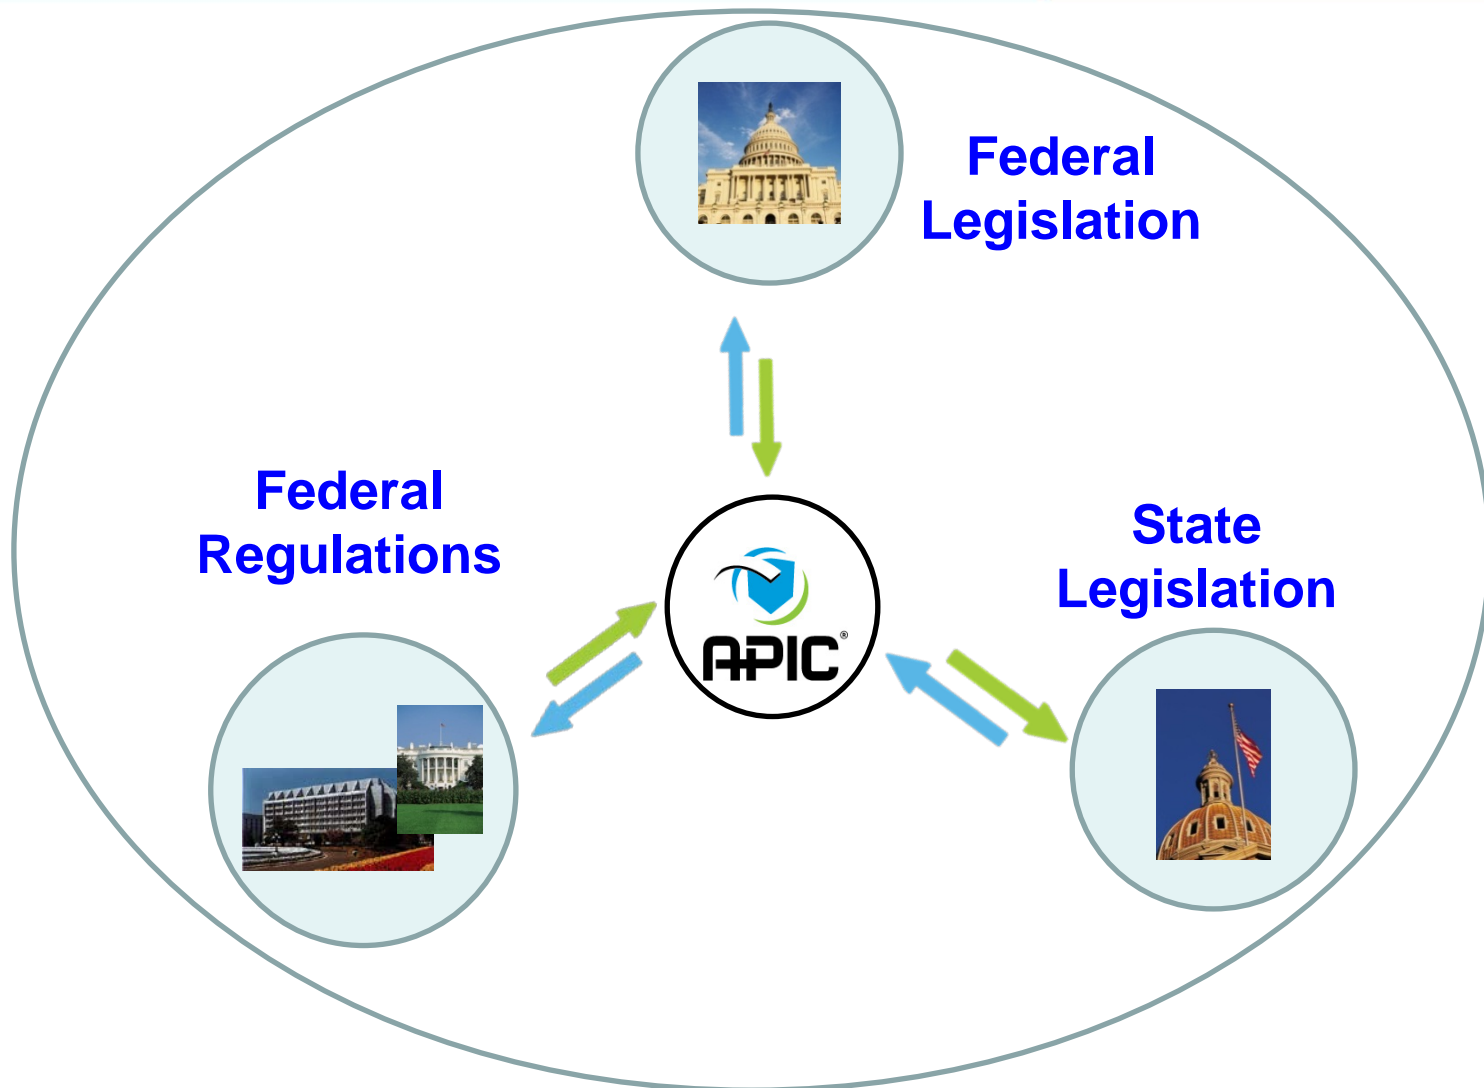 Federal
Legislation
Federal
Regulations
State
Legislation
APIC®